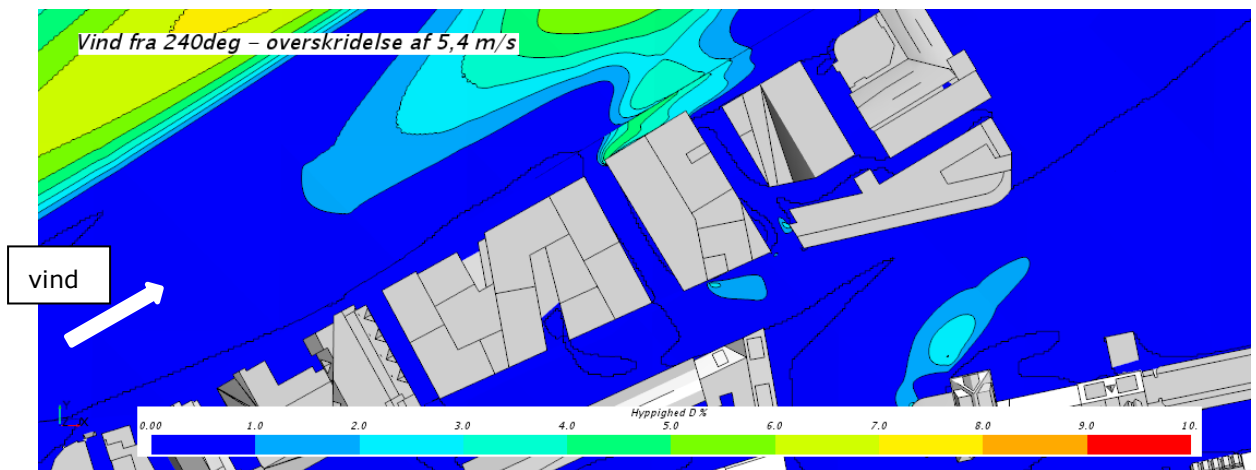 Vind fra 240deg – overskridelse af 5,4 m/s
vind
Y
X
Hyppighed D %
0.00 1.0 2.0 3.0 4.0 5.0 6.0 7.0 8.0 9.0 10.